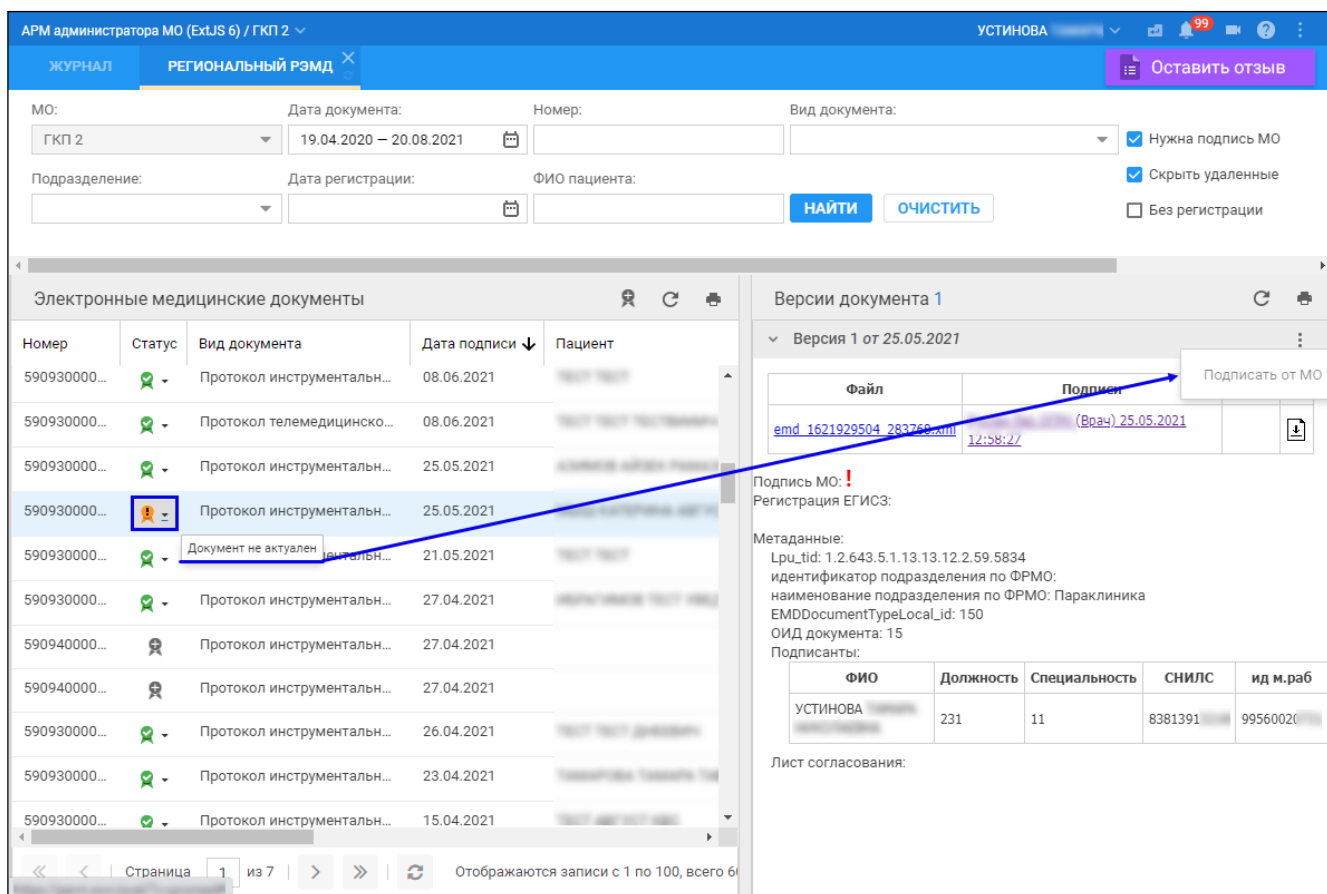 АРМ администратора МО (ExtJS 6) / ГКП 2
УСТИНОВА
99
ЖУРНАЛ
РЕГИОНАЛЬНЫЙ РЭМД
Оставить отзыв
МО:
Дата документа:
Номер:
Вид документа:
ГКП 2
19.04.2020 — 20.08.2021
Нужна подпись МО
Подразделение:
Дата регистрации:
ФИО пациента:
Скрыть удаленные
НАЙТИ
ОЧИСТИТЬ
Без регистрации
Электронные медицинские документы
Номер Статус Вид документа Дата подписи Пациент
590930000... Протокол инструментальн... 08.06.2021
590930000... Протокол телемедицинско... 08.06.2021
590930000... Протокол инструментальн... 25.05.2021
590930000... Протокол инструментальн... 25.05.2021
Документ не актуален
590930000... ентальн... 21.05.2021
590930000... Протокол инструментальн... 27.04.2021
590940000... Протокол инструментальн... 27.04.2021
590940000... Протокол инструментальн... 27.04.2021
590930000... Протокол инструментальн... 26.04.2021
590930000... Протокол инструментальн... 23.04.2021
590930000... Протокол инструментальн... 15.04.2021
Страница 1 из 7
Отображаются записи с 1 по 100, всего 6
Версии документа 1
Версия 1 от 25.05.2021
Подписать от МО
Файл Подписи
emd_1621929504_283768.xml (Врач) 25.05.2021
12:58:27
Подпись МО: !
Регистрация ЕГИСЗ:
Метаданные:
Lpu_tid: 1.2.643.5.1.13.13.12.2.59.5834
идентификатор подразделения по ФРМО:
наименование подразделения по ФРМО: Параклиника
EMDDocumentTypeLocal_id: 150
ОИД документа: 15
Подписанты:
ФИО Должность Специальность СНИЛС ид м.раб
УСТИНОВА
231 11 8381391 99560020
Лист согласования: